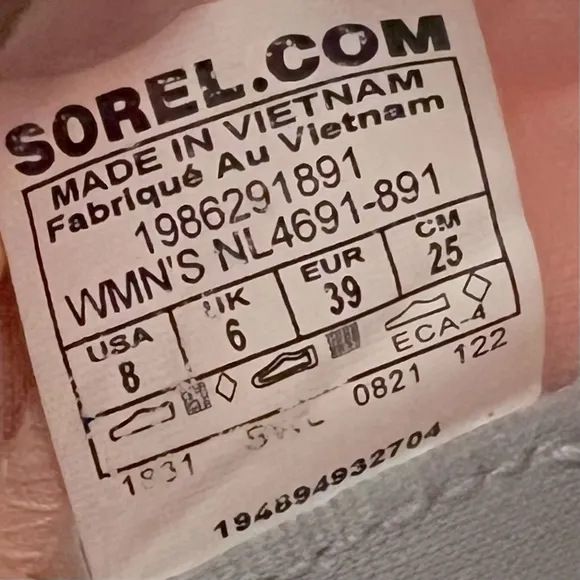 SOREL.COM
MADE IN VIETNAM
Fabriqué Au Vietnam
1986291891
WMN'S NL4691-891
USA UK EUR CM
8 6 39 25
ECA-4
0821 122
194894932704